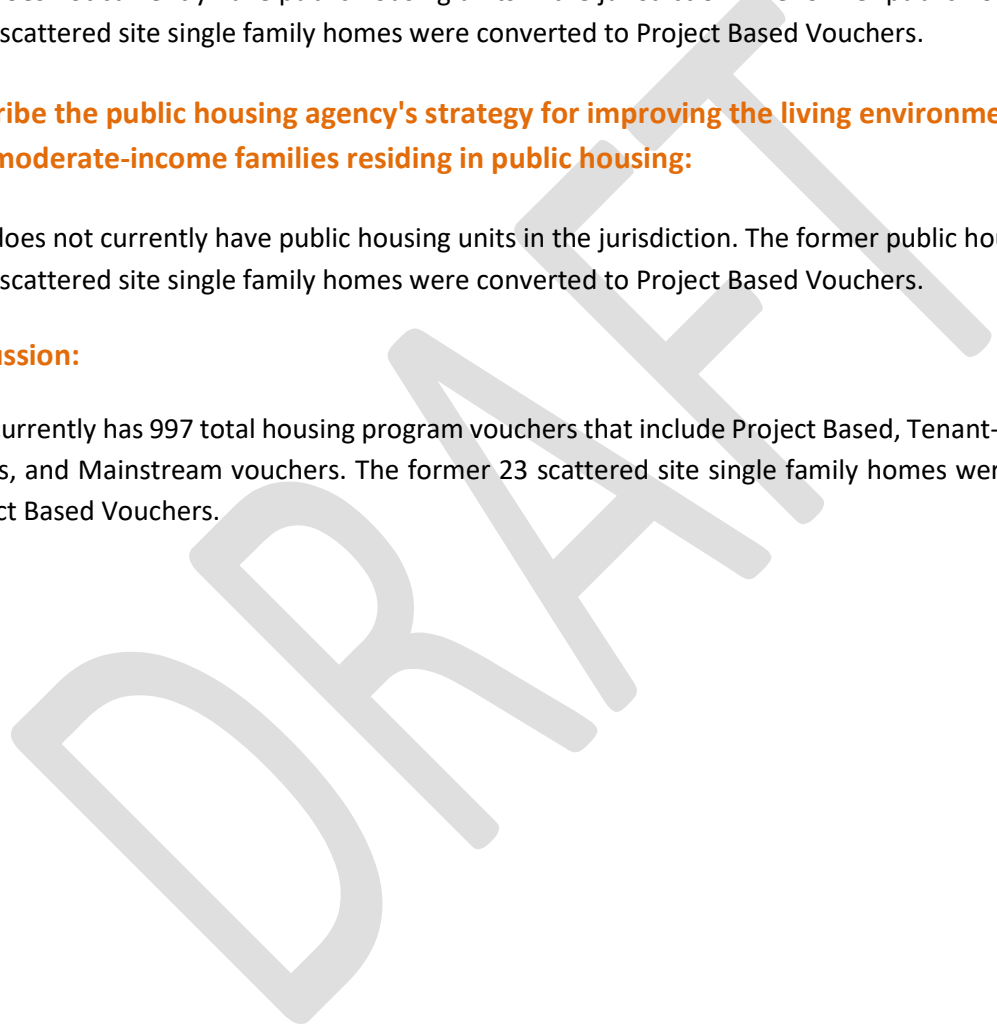 scattered site single family homes were converted to Project Based Vouchers.
ribe the public housing agency's strategy for improving the living environme
moderate-income families residing in public housing:
does not currently have public housing units in the jurisdiction. The former public ho
scattered site single family homes were converted to Project Based Vouchers.
ussion:
urrently has 997 total housing program vouchers that include Project Based, Tenant-
s, and Mainstream vouchers. The former 23 scattered site single family homes wer
ct Based Vouchers.
DRAFT